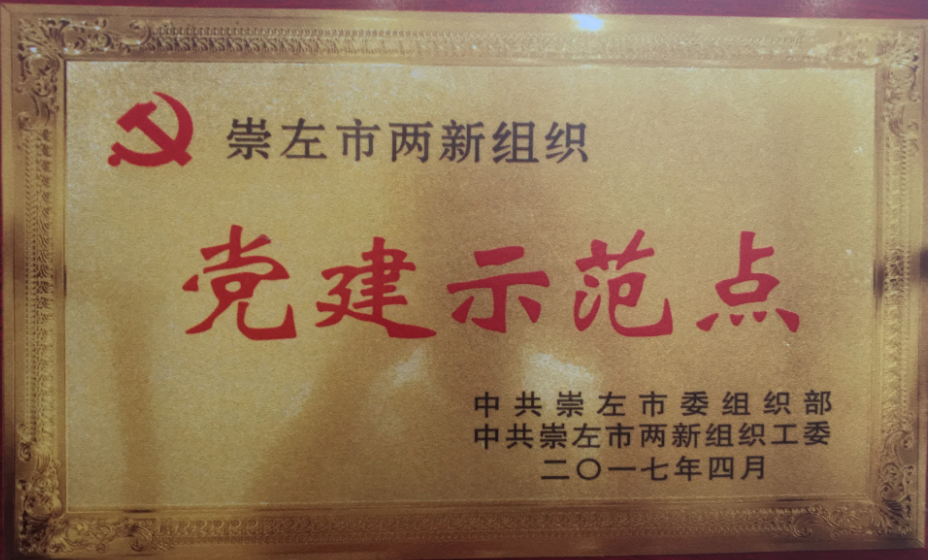 崇左市两新组织
党建示范点
中共崇左市委组织部
中共崇左市两新组织工委
二〇一七年四月